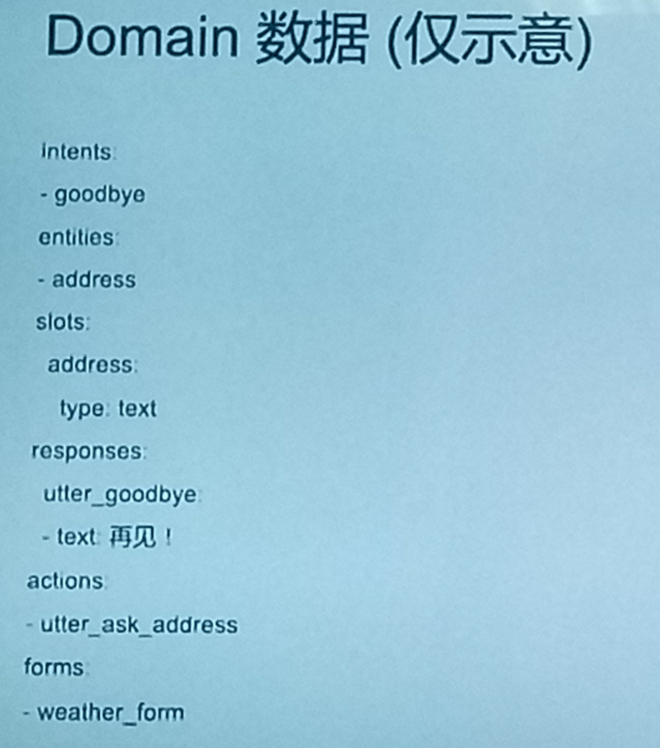 Domain 数据 (仅示意)
intents:
- goodbye
entities:
- address
slots:
address:
type: text
responses:
utter_goodbye:
- text: 再见！
actions:
- utter_ask_address
forms:
- weather_form